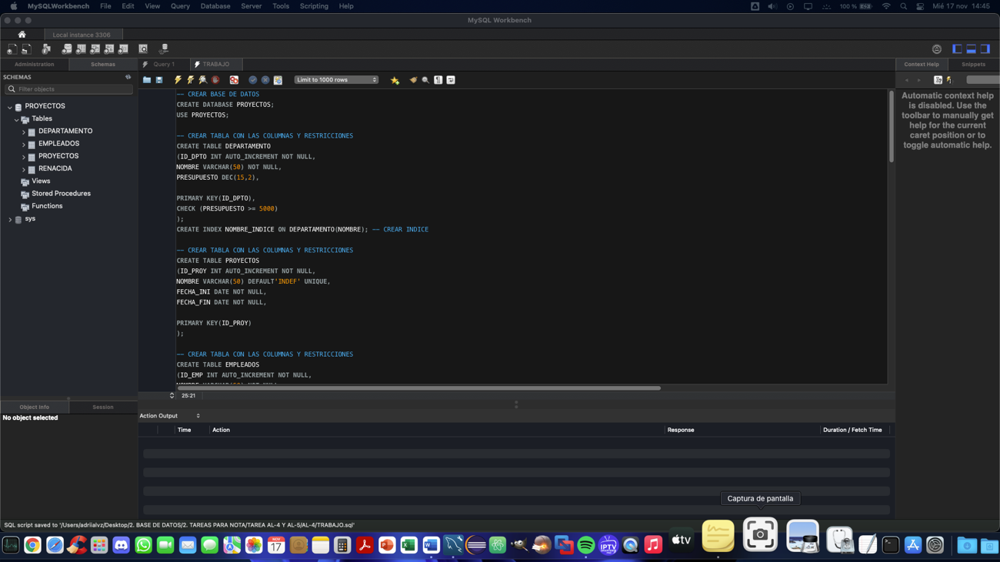 MySQLWorkbench File Edit View Query Database Server Tools Scripting Help 100 % Mié 17 nov 14:45
MySQL Workbench
Local instance 3306
Administration Schemas Query 1 TRABAJO Context Help Snippets
SCHEMAS
Limit to 1000 rows
Filter objects
PROYECTOS
Tables
DEPARTAMENTO
EMPLEADOS
PROYECTOS
RENACIDA
Views
Stored Procedures
Functions
sys
-- CREAR BASE DE DATOS
CREATE DATABASE PROYECTOS;
USE PROYECTOS;
-- CREAR TABLA CON LAS COLUMNAS Y RESTRICCIONES
CREATE TABLE DEPARTAMENTO
(ID_DPTO INT AUTO_INCREMENT NOT NULL,
NOMBRE VARCHAR(50) NOT NULL,
PRESUPUESTO DEC(15,2),
PRIMARY KEY(ID_DPTO),
CHECK (PRESUPUESTO >= 5000)
);
CREATE INDEX NOMBRE_INDICE ON DEPARTAMENTO(NOMBRE); -- CREAR INDICE
-- CREAR TABLA CON LAS COLUMNAS Y RESTRICCIONES
CREATE TABLE PROYECTOS
(ID_PROY INT AUTO_INCREMENT NOT NULL,
NOMBRE VARCHAR(50) DEFAULT'INDEF' UNIQUE,
FECHA_INI DATE NOT NULL,
FECHA_FIN DATE NOT NULL,
PRIMARY KEY(ID_PROY)
);
-- CREAR TABLA CON LAS COLUMNAS Y RESTRICCIONES
CREATE TABLE EMPLEADOS
(ID_EMP INT AUTO_INCREMENT NOT NULL,
Automatic context help
is disabled. Use the
toolbar to manually get
help for the current
caret position or to
toggle automatic help.
25:21
Object Info Session
No object selected
Action Output
Time Action Response Duration / Fetch Time
Captura de pantalla
SQL script saved to '/Users/adriialvz/Desktop/2. BASE DE DATOS/2. TAREAS PARA NOTA/TAREA AL-4 Y AL-5/AL-4/TRABAJO.sql'
NOV
17
IPTV
tv